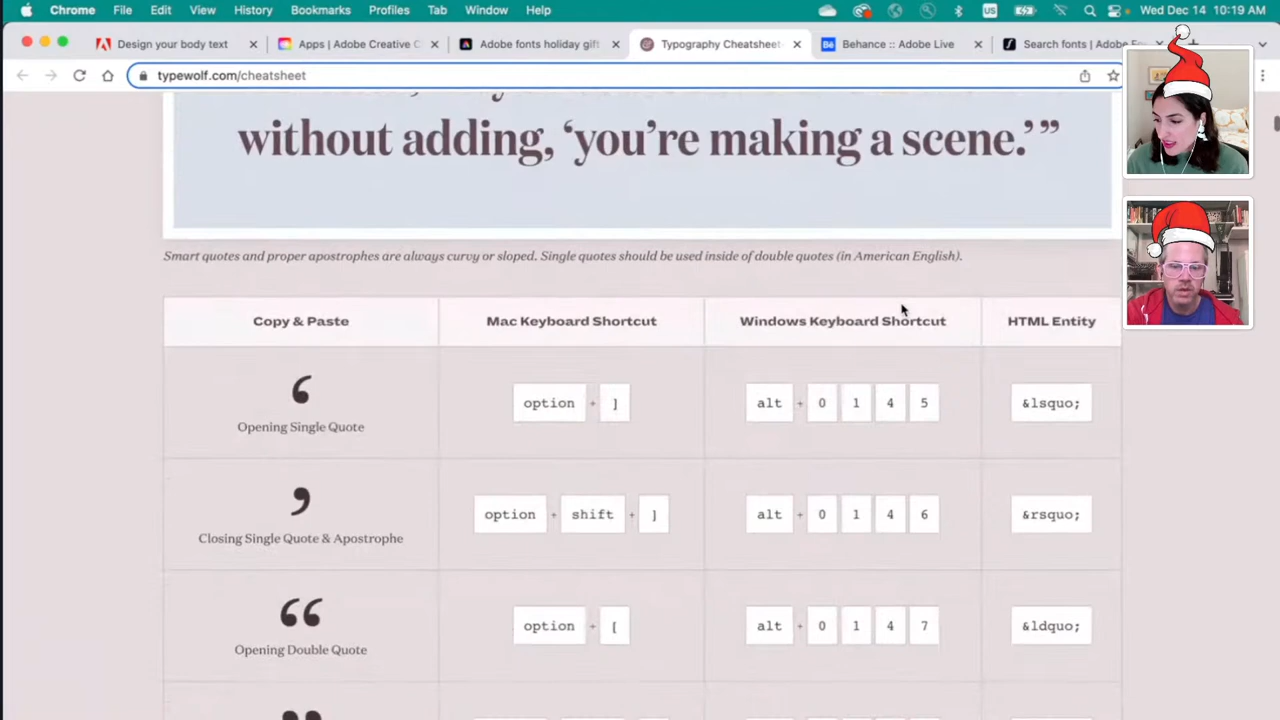 Chrome File Edit View History Bookmarks Profiles Tab Window Help US Wed Dec 14 10:19 AM
Design your body text Apps | Adobe Creative C Adobe fonts holiday gift Typography Cheatsheet Bē Behance :: Adobe Live Search fonts | Adobe
typewolf.com/cheatsheet
without adding, ‘you’re making a scene.’ ”
Smart quotes and proper apostrophes are always curvy or sloped. Single quotes should be used inside of double quotes (in American English).
Copy & Paste Mac Keyboard Shortcut Windows Keyboard Shortcut HTML Entity
‘
option + ] alt + 0 1 4 5 &lsquo;
Opening Single Quote
’
option + shift + ] alt + 0 1 4 6 &rsquo;
Closing Single Quote & Apostrophe
“
option + [ alt + 0 1 4 7 &ldquo;
Opening Double Quote